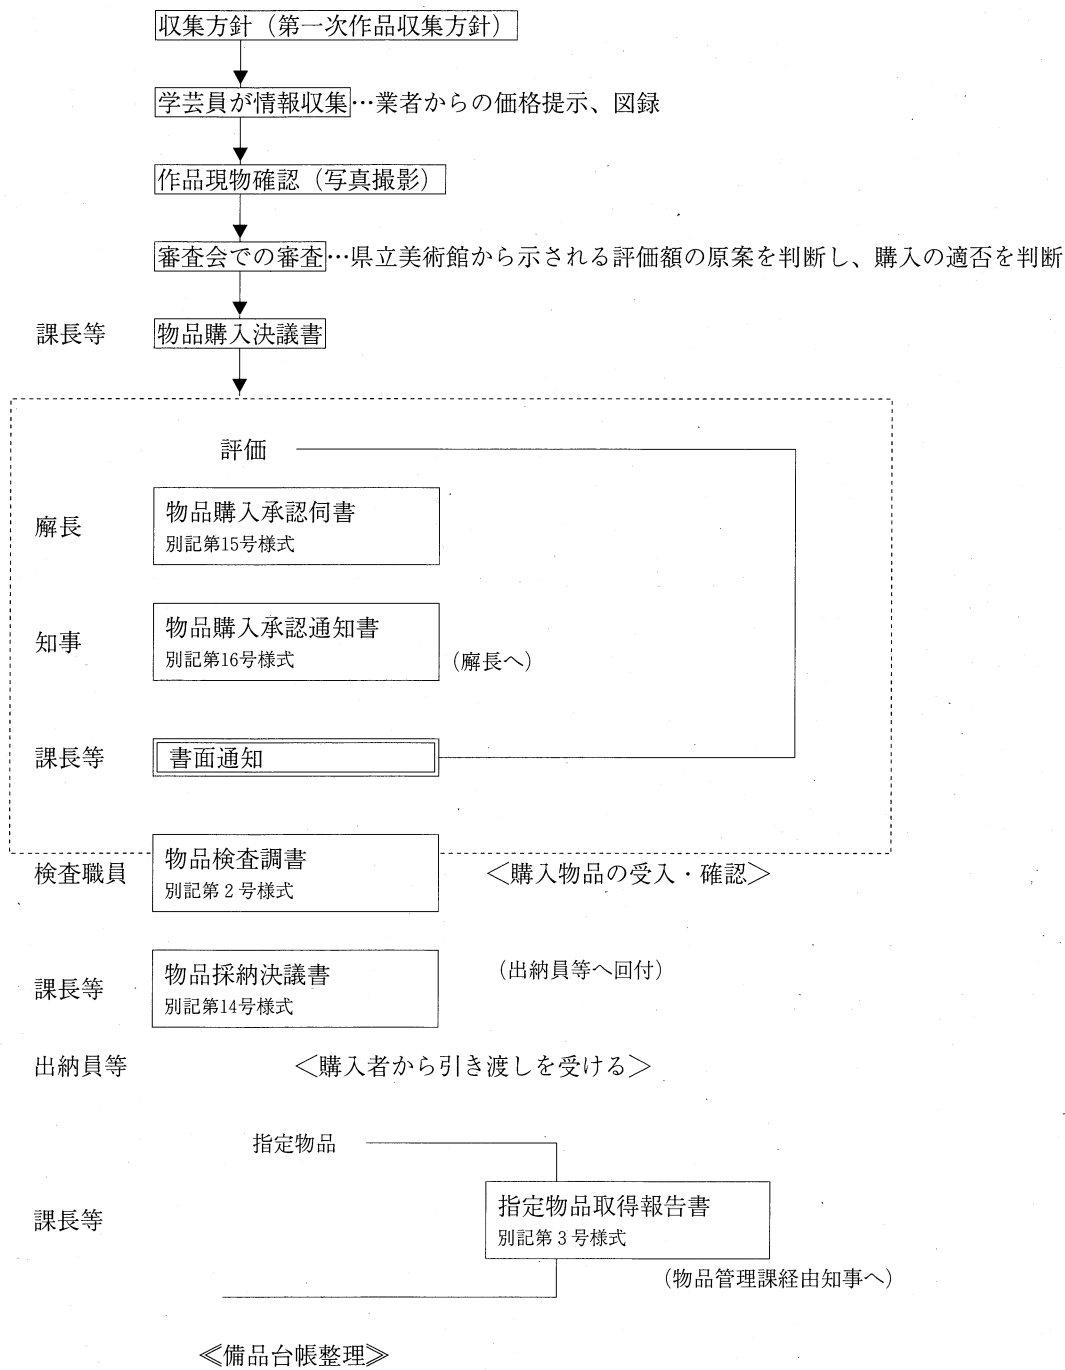 収集方針（第一次作品収集方針）
学芸員が情報収集…業者からの価格提示、図録
作品現物確認（写真撮影）
審査会での審査…県立美術館から示される評価額の原案を判断し、購入の適否を判断
課長等 物品購入決議書
評価
廨長 物品購入承認伺書
別記第15号様式
知事 物品購入承認通知書
別記第16号様式
（廨長へ）
課長等 書面通知
検査職員 物品検査調書 ＜購入物品の受入・確認＞
別記第２号様式
課長等 物品採納決議書 （出納員等へ回付）
別記第14号様式
出納員等 ＜購入者から引き渡しを受ける＞
指定物品
課長等 指定物品取得報告書
別記第３号様式
（物品管理課経由知事へ）
≪備品台帳整理≫